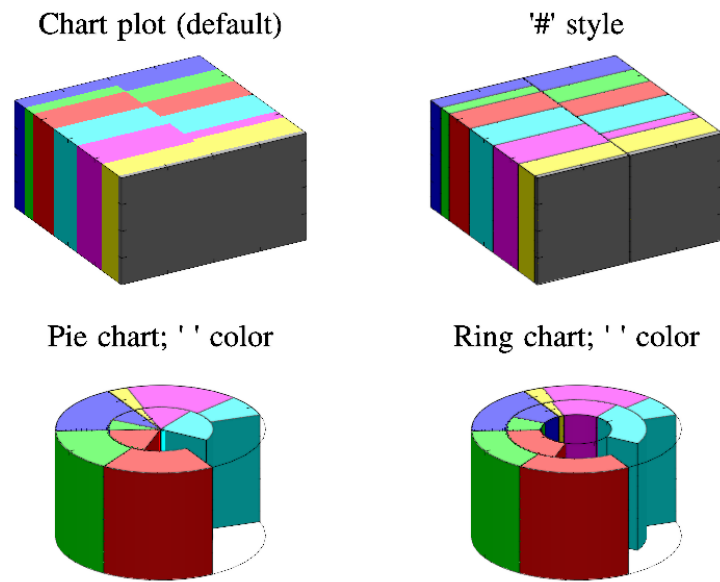 Chart plot (default)
'#' style
Pie chart; ' ' color
Ring chart; ' ' color